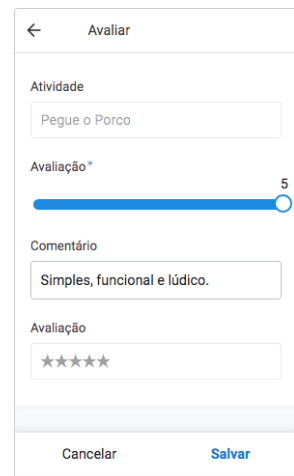 Avaliar
Atividade
Pegue o Porco
Avaliação*
5
Comentário
Simples, funcional e lúdico.
Avaliação
★★★★★
Cancelar Salvar